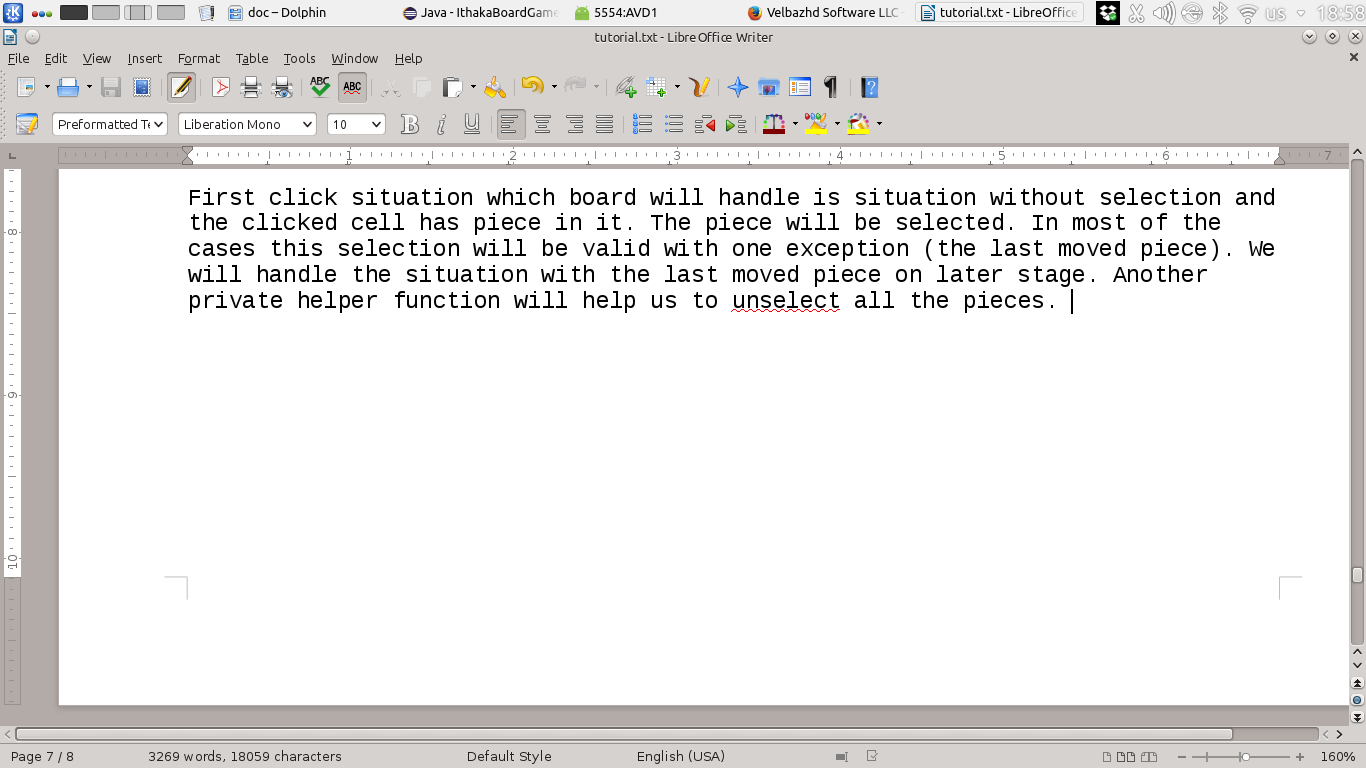 doc – Dolphin
Java - IthakaBoardGame
5554:AVD1
Velbazhd Software LLC
tutorial.txt - LibreOffice
us
18:58
tutorial.txt - LibreOffice Writer
File Edit View Insert Format Table Tools Window Help
ABC ABC
Preformatted Te Liberation Mono 10
1 2 3 4 5 6 7
First click situation which board will handle is situation without selection and
the clicked cell has piece in it. The piece will be selected. In most of the
cases this selection will be valid with one exception (the last moved piece). We
will handle the situation with the last moved piece on later stage. Another
private helper function will help us to unselect all the pieces.
8
9
10
Page 7 / 8 3269 words, 18059 characters Default Style English (USA) 160%